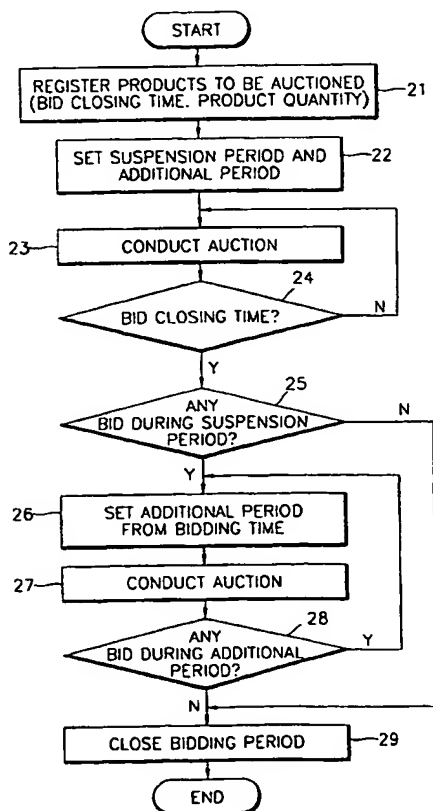 START
REGISTER PRODUCTS TO BE AUCTIONED
(BID CLOSING TIME. PRODUCT QUANTITY)
21
SET SUSPENSION PERIOD AND
ADDITIONAL PERIOD
22
23
CONDUCT AUCTION
24
BID CLOSING TIME?
N
Y
25
ANY
BID DURING SUSPENSION
PERIOD?
N
Y
26
SET ADDITIONAL PERIOD
FROM BIDDING TIME
27
CONDUCT AUCTION
28
ANY
BID DURING ADDITIONAL
PERIOD?
Y
N
CLOSE BIDDING PERIOD
29
END